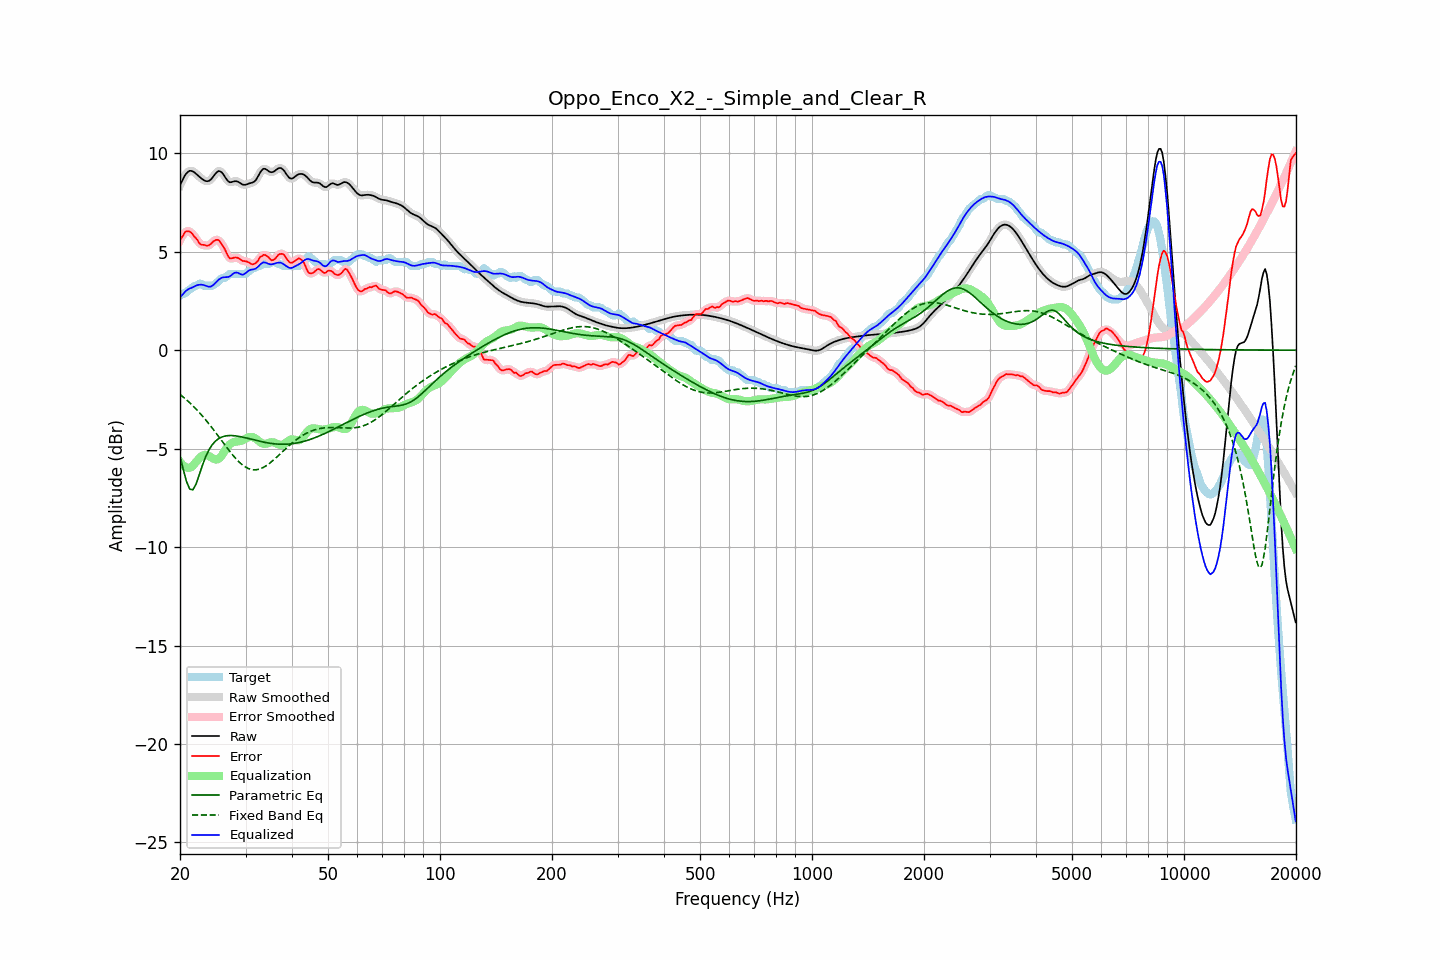 Oppo_Enco_X2_-_Simple_and_Clear_R
10
5
0
−5
−10
−15
−20
−25
Amplitude (dBr)
Target
Raw Smoothed
Error Smoothed
Raw
Error
Equalization
Parametric Eq
Fixed Band Eq
Equalized
20 50 100 200 500 1000 2000 5000 10000 20000
Frequency (Hz)